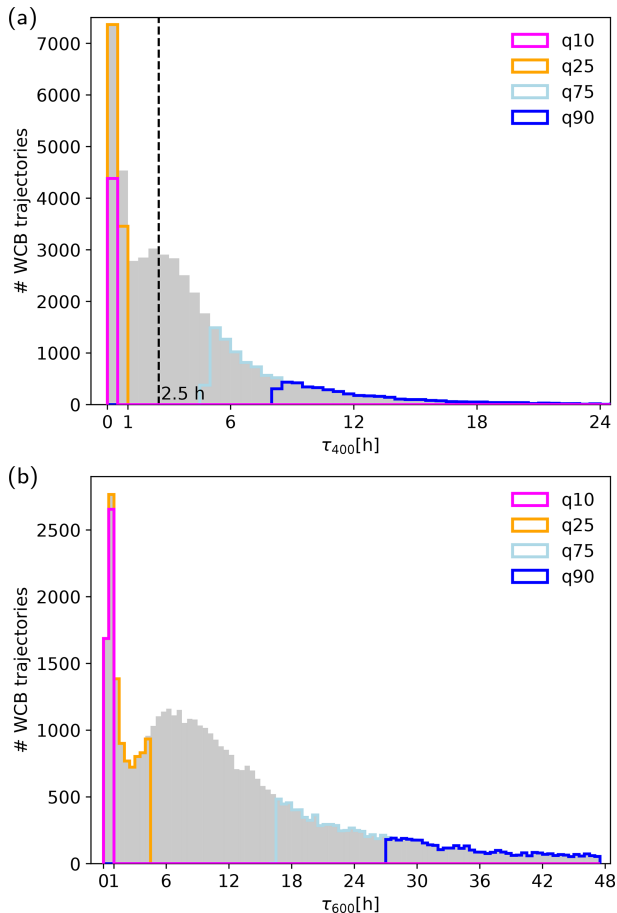 (a)
# WCB trajectories
7000
6000
5000
4000
3000
2000
1000
0
q10
q25
q75
q90
2.5 h
0 1 6 12 18 24
τ400[h]
(b)
# WCB trajectories
2500
2000
1500
1000
500
0
q10
q25
q75
q90
0 1 6 12 18 24 30 36 42 48
τ600[h]